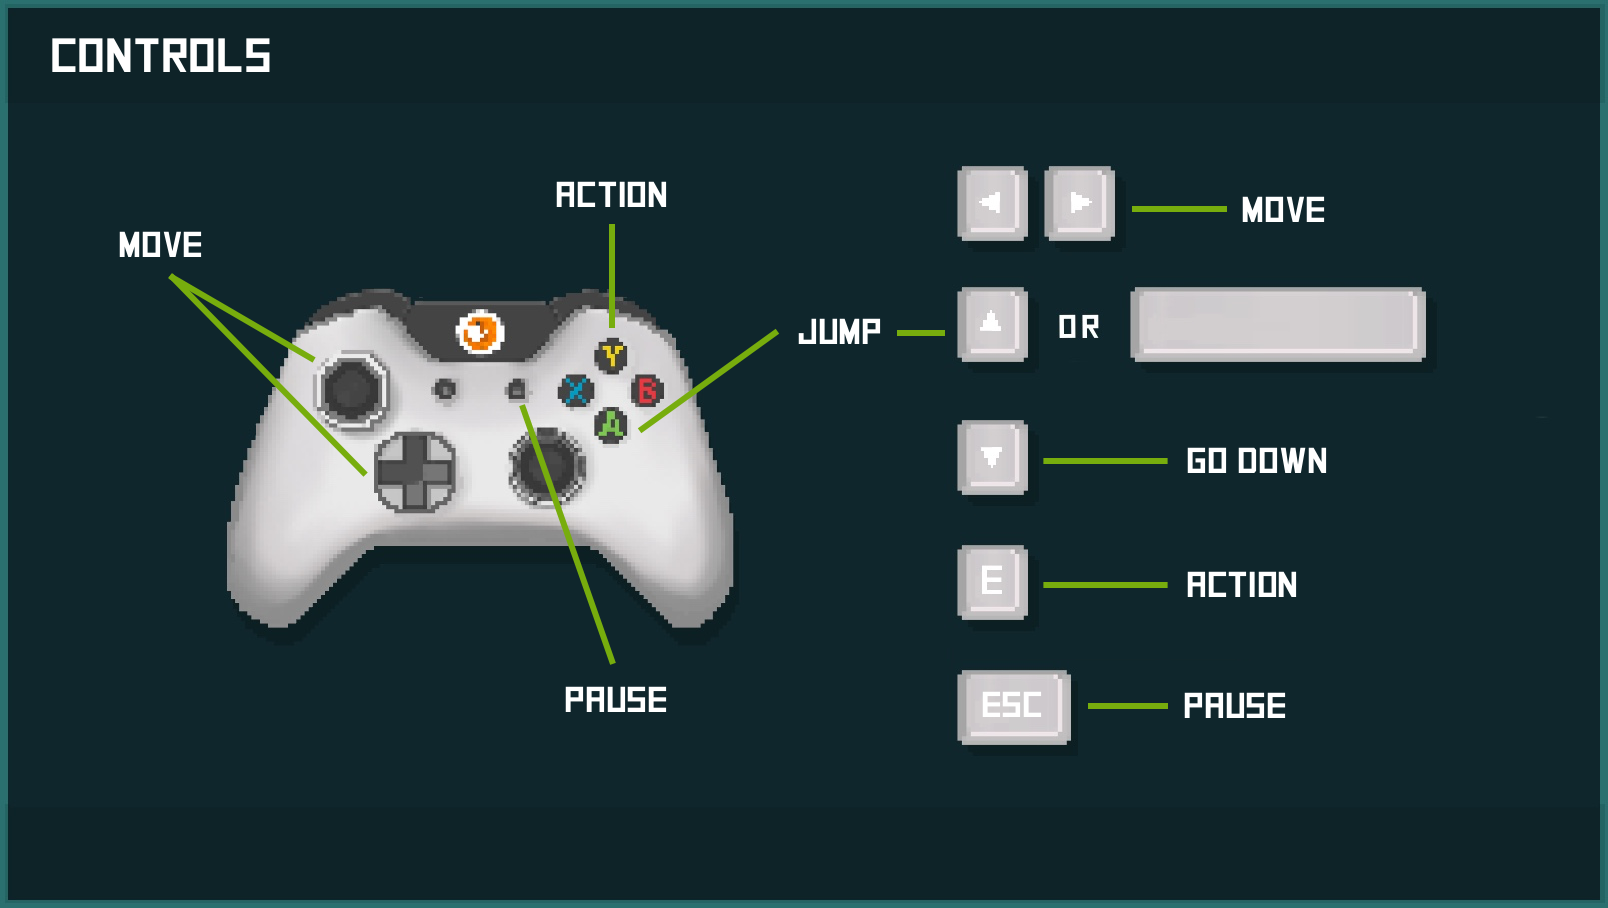 CONTROLS
ACTION
MOVE
Y
X
B
A
JUMP
PAUSE
MOVE
OR
GO DOWN
E
ACTION
ESC
PAUSE